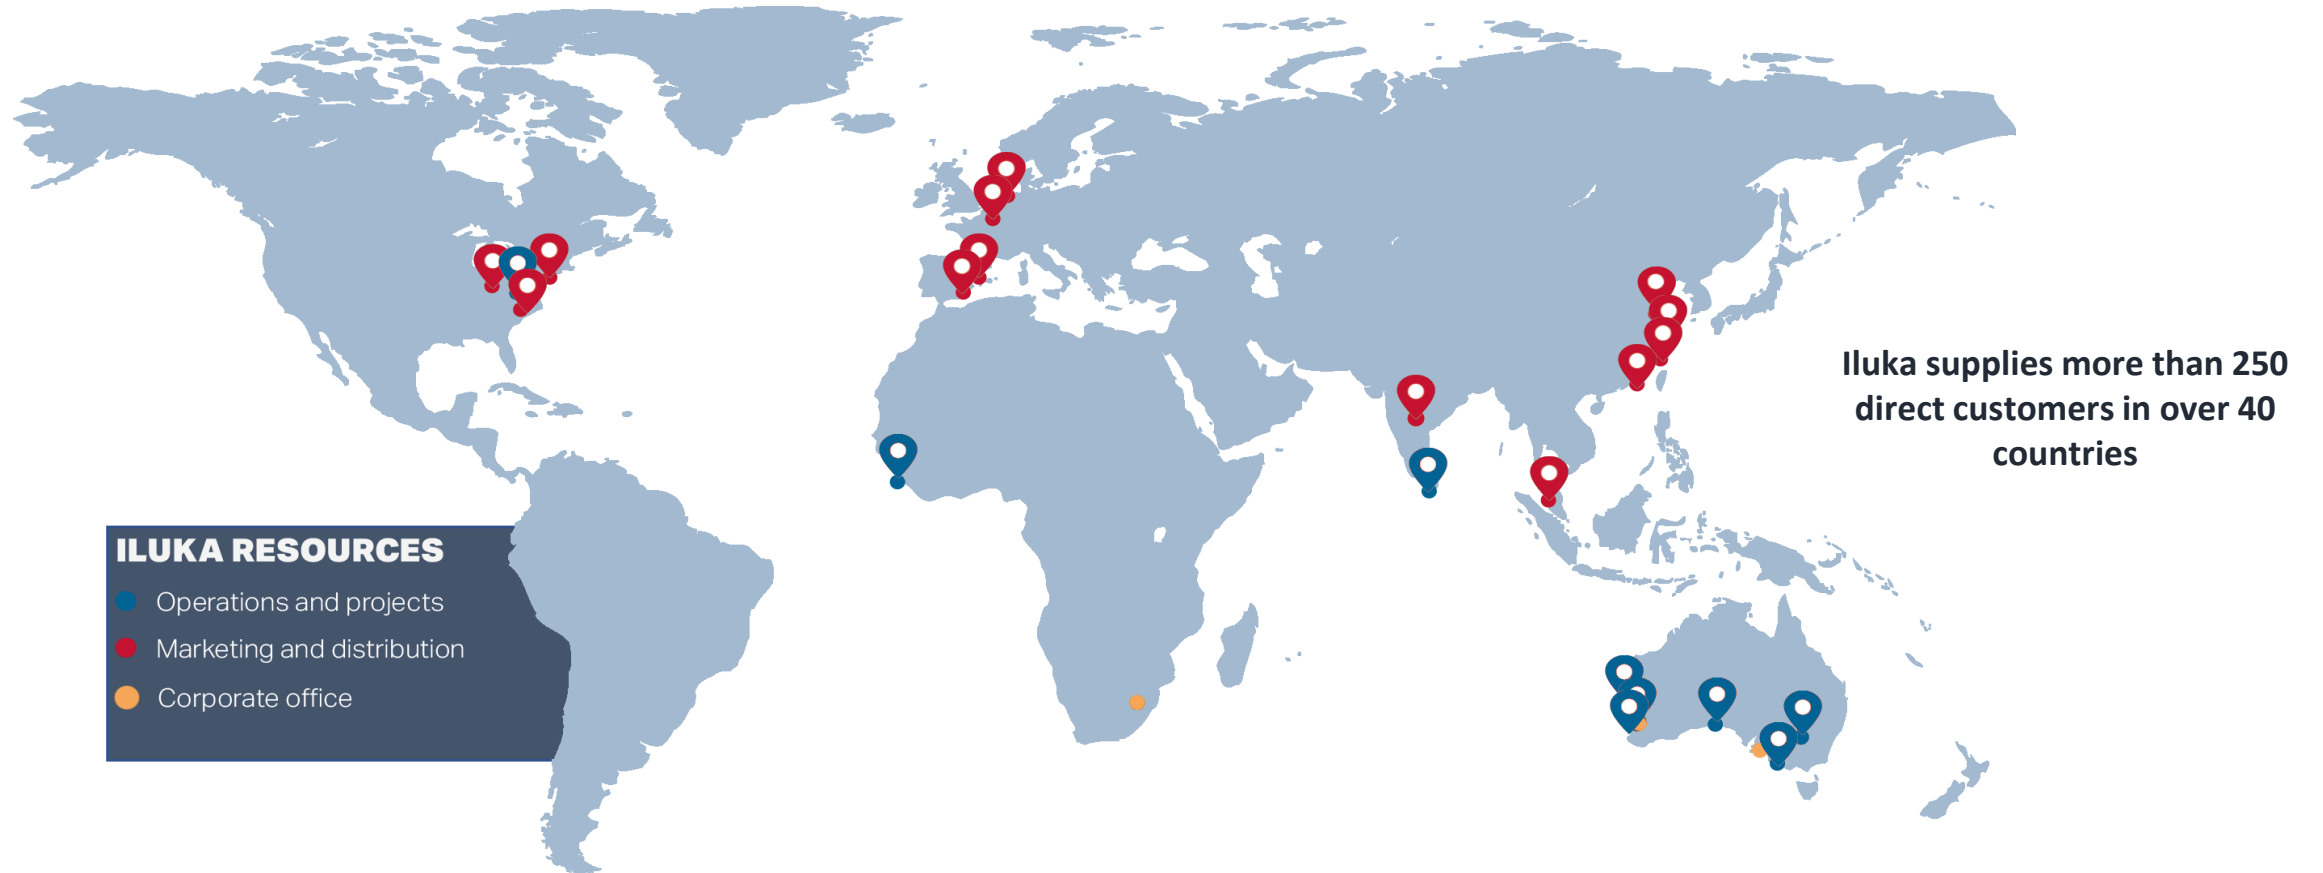 Iluka supplies more than 250
direct customers in over 40
countries
ILUKA RESOURCES
Operations and projects
Marketing and distribution
Corporate office